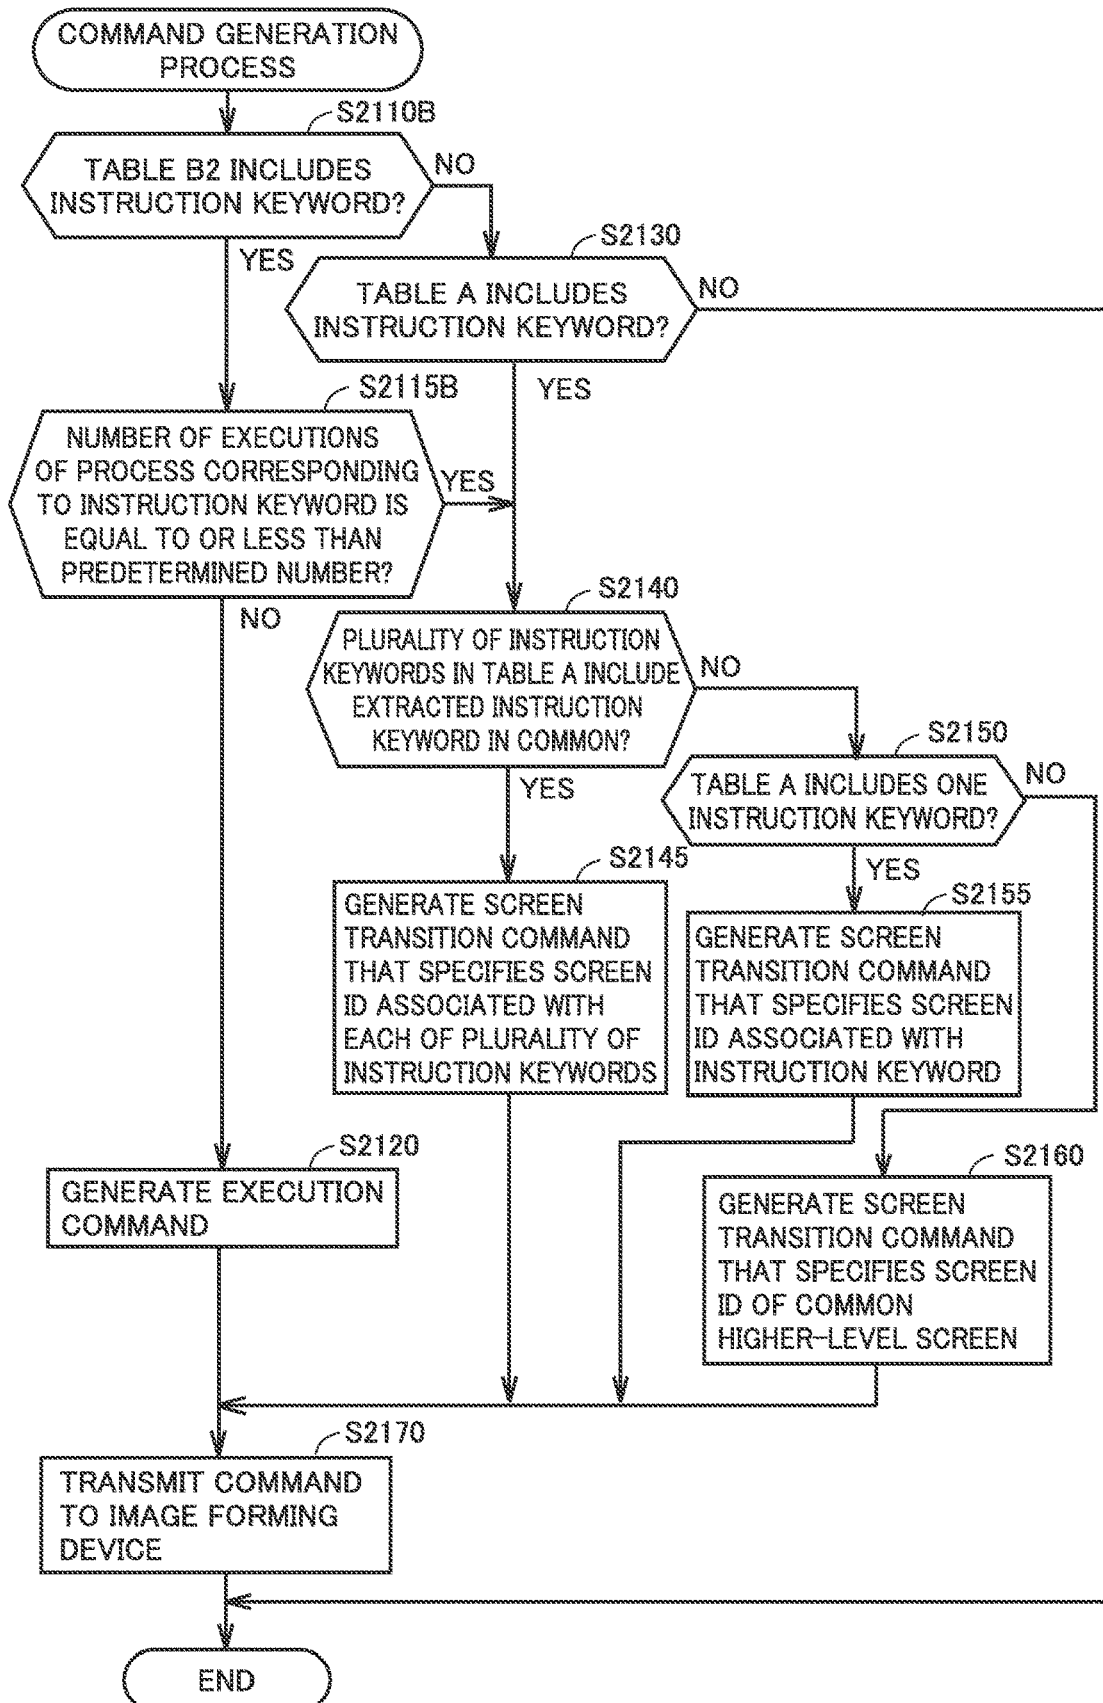 COMMAND GENERATION
PROCESS
S2110B
TABLE B2 INCLUDES
INSTRUCTION KEYWORD?
NO
YES
S2130
TABLE A INCLUDES
INSTRUCTION KEYWORD?
NO
YES
S2115B
NUMBER OF EXECUTIONS
OF PROCESS CORRESPONDING
TO INSTRUCTION KEYWORD IS
EQUAL TO OR LESS THAN
PREDETERMINED NUMBER?
YES
NO
S2140
PLURALITY OF INSTRUCTION
KEYWORDS IN TABLE A INCLUDE
EXTRACTED INSTRUCTION
KEYWORD IN COMMON?
NO
YES
S2150
TABLE A INCLUDES ONE
INSTRUCTION KEYWORD?
NO
YES
S2145
GENERATE SCREEN
TRANSITION COMMAND
THAT SPECIFIES SCREEN
ID ASSOCIATED WITH
EACH OF PLURALITY OF
INSTRUCTION KEYWORDS
S2155
GENERATE SCREEN
TRANSITION COMMAND
THAT SPECIFIES SCREEN
ID ASSOCIATED WITH
INSTRUCTION KEYWORD
S2120
GENERATE EXECUTION
COMMAND
S2160
GENERATE SCREEN
TRANSITION COMMAND
THAT SPECIFIES SCREEN
ID OF COMMON
HIGHER-LEVEL SCREEN
S2170
TRANSMIT COMMAND
TO IMAGE FORMING
DEVICE
END